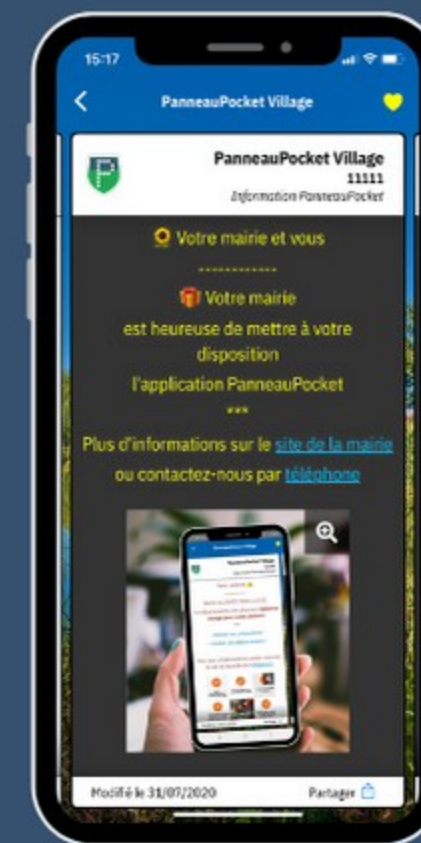 15:17
PanneauPocket Village
PanneauPocket Village
11111
Information PanneauPocket
Votre mairie et vous
------------
Votre mairie
est heureuse de mettre à votre
disposition
l'application PanneauPocket
***
Plus d'informations sur le site de la mairie
ou contactez-nous par téléphone
Modifié le 31/07/2020
Partager